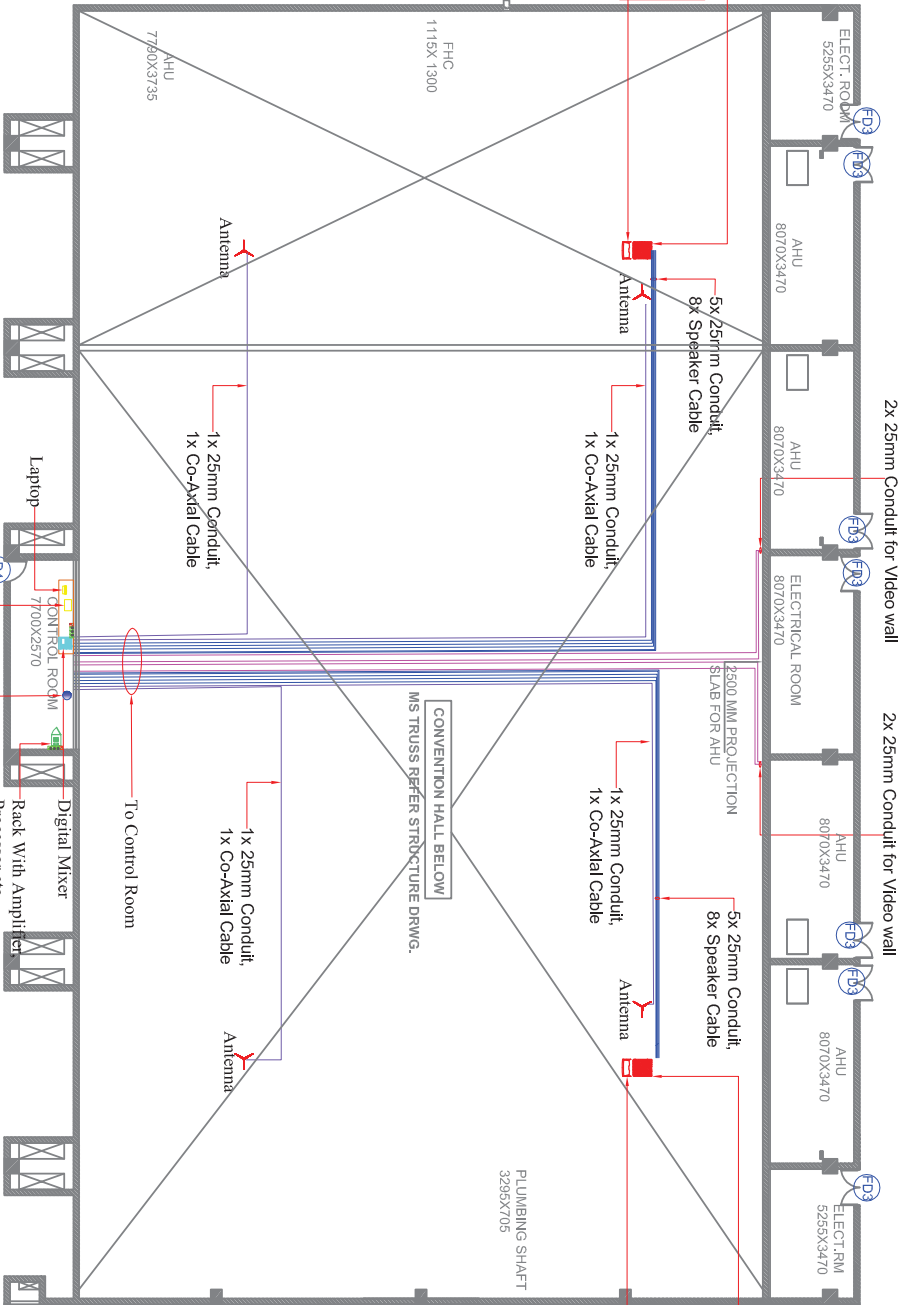 2x 25mm Conduit for Video wall
2x 25mm Conduit for Video wall
ELECT. ROOM
5255X3470
FD3
FD3
AHU
8070X3470
AHU
8070X3470
FD3
FD3
ELECTRICAL ROOM
8070X3470
AHU
8070X3470
FD3
FD3
AHU
8070X3470
FD3
ELECT.RM
5255X3470
2500 MM PROJECTION
SLAB FOR AHU
5x 25mm Conduit,
8x Speaker Cable
5x 25mm Conduit,
8x Speaker Cable
Antenna
Antenna
1x 25mm Conduit,
1x Co-Axial Cable
1x 25mm Conduit,
1x Co-Axial Cable
PLUMBING SHAFT
3295X705
FHC
1115X 1300
CONVENTION HALL BELOW
MS TRUSS REFER STRUCTURE DRWG.
AHU
7790X3735
Antenna
Antenna
1x 25mm Conduit,
1x Co-Axial Cable
1x 25mm Conduit,
1x Co-Axial Cable
To Control Room
Laptop
CONTROL ROOM
7700X2570
Digital Mixer
Rack With Amplifier,